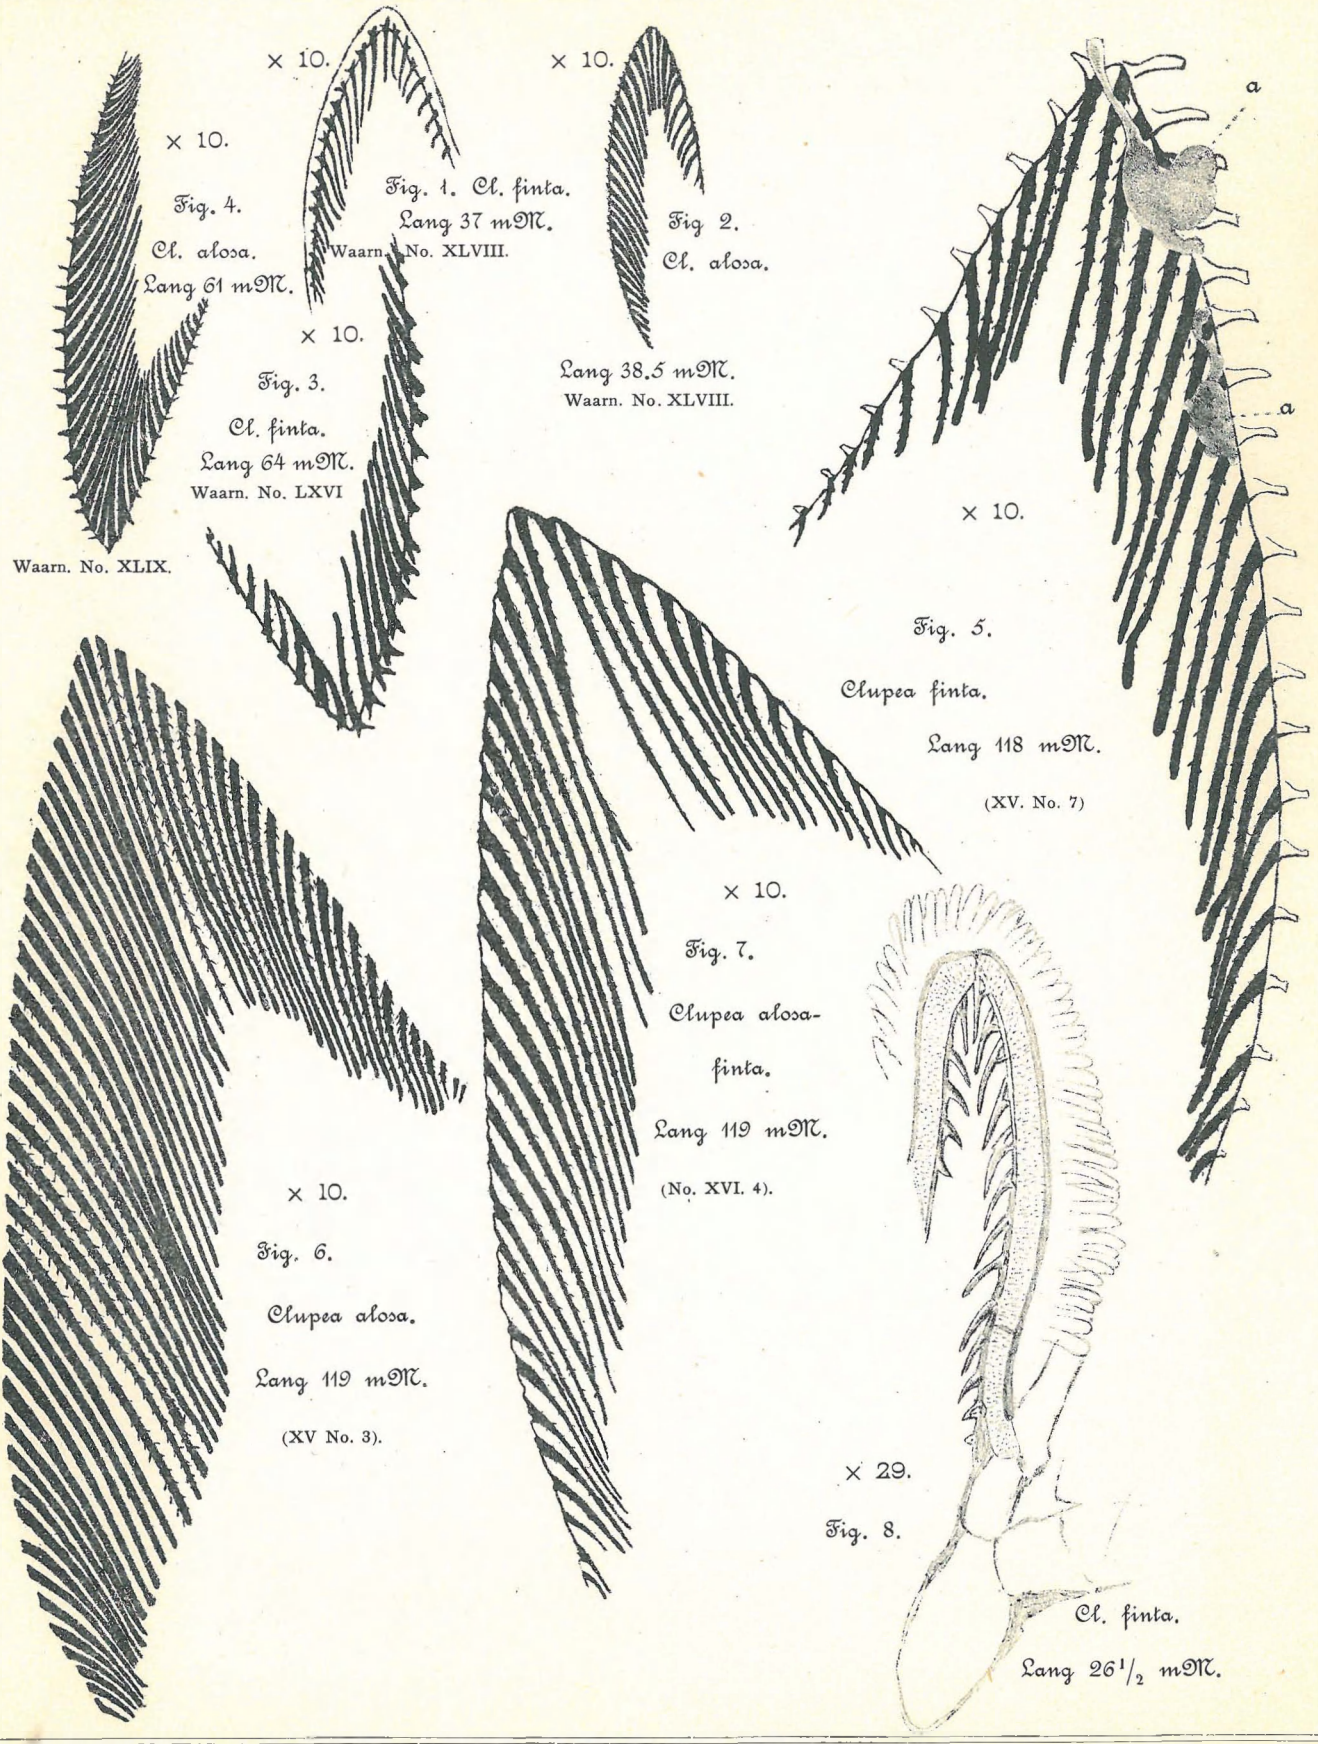 × 10.
Fig. 4.
Cl. alosa.
Lang 61 mM.
Waarn. No. XLIX.
× 10.
Fig. 1. Cl. finta.
Lang 37 mM.
Waarn. No. XLVIII.
× 10.
Fig 2.
Cl. alosa.
Lang 38.5 mM.
Waarn. No. XLVIII.
× 10.
Fig. 3.
Cl. finta.
Lang 64 mM.
Waarn. No. LXVI
a
a
× 10.
Fig. 5.
Clupea finta.
Lang 118 mM.
(XV. No. 7)
× 10.
Fig. 7.
Clupea alosa-
finta.
Lang 119 mM.
(No. XVI. 4).
× 10.
Fig. 6.
Clupea alosa.
Lang 119 mM.
(XV No. 3).
× 29.
Fig. 8.
Cl. finta.
Lang 26 1/2 mM.